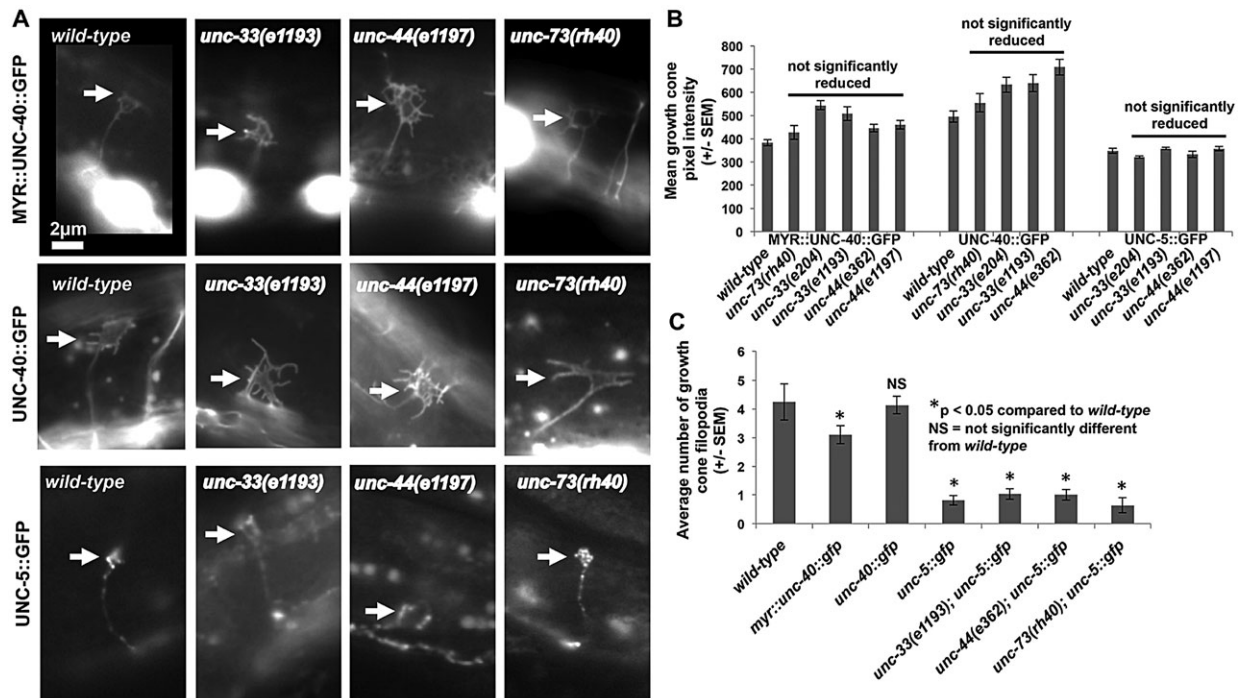 A
wild-type
unc-33(e1193)
unc-44(e1197)
unc-73(rh40)
MYR::UNC-40::GFP
2µm
wild-type
unc-33(e1193)
unc-44(e1197)
unc-73(rh40)
UNC-40::GFP
wild-type
unc-33(e1193)
unc-44(e1197)
unc-73(rh40)
UNC-5::GFP
B
Mean growth cone
pixel intensity
(+/- SEM)
800
700
600
500
400
300
200
100
0
not significantly
reduced
not significantly
reduced
not significantly
reduced
MYR::UNC-40::GFP
UNC-40::GFP
UNC-5::GFP
wild-type
unc-73(rh40)
unc-33(e204)
unc-33(e1193)
unc-44(e362)
unc-44(e1197)
wild-type
unc-73(rh40)
unc-33(e204)
unc-33(e1193)
unc-44(e362)
wild-type
unc-33(e204)
unc-33(e1193)
unc-44(e362)
unc-44(e1197)
C
Average number of growth
cone filopodia
(+/- SEM)
6
5
4
3
2
1
0
*
NS
*
*
*
*
*p < 0.05 compared to wild-type
NS = not significantly different
from wild-type
wild-type
myr::unc-40::gfp
unc-40::gfp
unc-5::gfp
unc-33(e1193); unc-5::gfp
unc-44(e362); unc-5::gfp
unc-73(rh40); unc-5::gfp